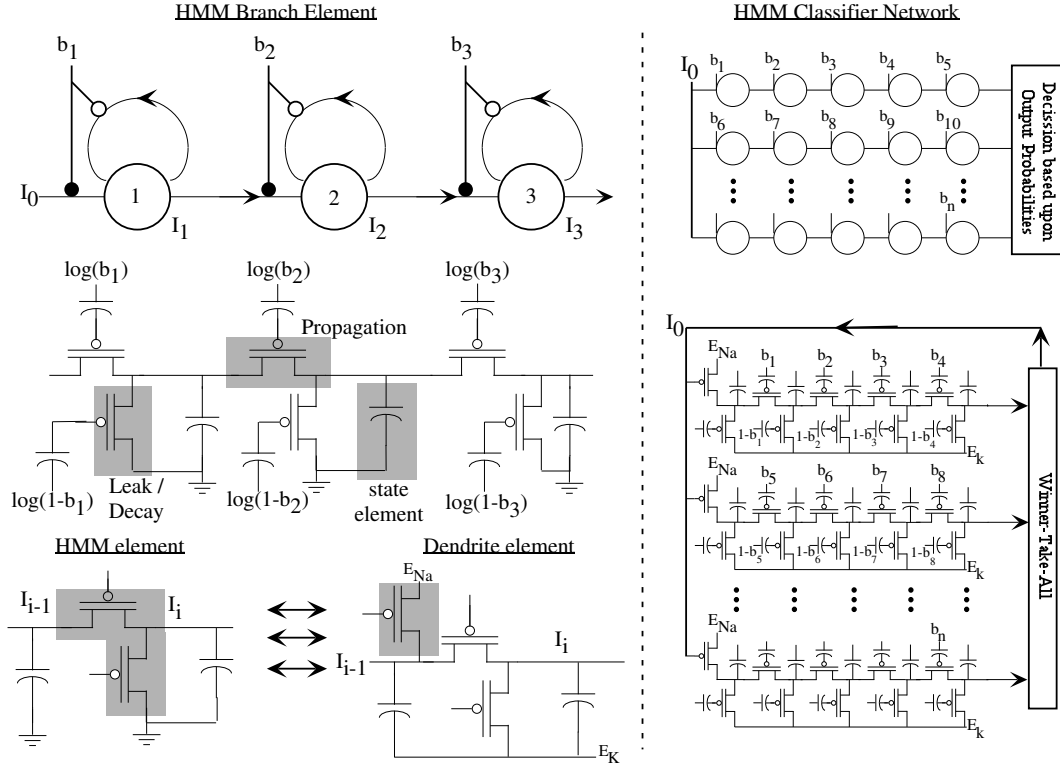 HMM Branch Element
b1
b2
b3
I0
1
2
3
I1
I2
I3
log(b1)
log(b2)
log(b3)
Propagation
log(1-b1)
Leak /
Decay
log(1-b2)
state
element
log(1-b3)
HMM element
Ii-1
Ii
Dendrite element
ENa
Ii-1
Ii
EK
HMM Classifier Network
I0
b1
b2
b3
b4
b5
b6
b7
b8
b9
b10
bn
Decission based upon
Output Probabilities
I0
ENa
b1
b2
b3
b4
1-b1
1-b2
1-b3
1-b4
Ek
ENa
b5
b6
b7
b8
1-b5
1-b6
1-b7
1-b8
Ek
ENa
bn
Ek
Winner-Take-All